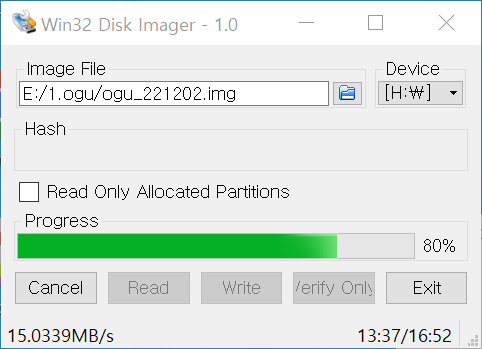 Win32 Disk Imager - 1.0
Image File
Device
E:/1.ogu/ogu_221202.img
[H:₩]
Hash
Read Only Allocated Partitions
Progress
80%
Cancel
Read
Write
Verify Only
Exit
15.0339MB/s
13:37/16:52